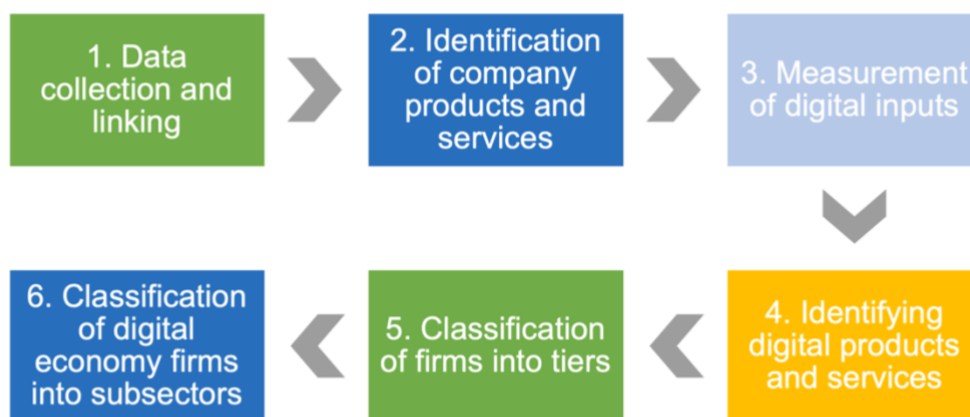 1. Data
collection and
linking
2. Identification
of company
products and
services
3. Measurement
of digital inputs
4. Identifying
digital products
and services
5. Classification
of firms into tiers
6. Classification
of digital
economy firms
into subsectors